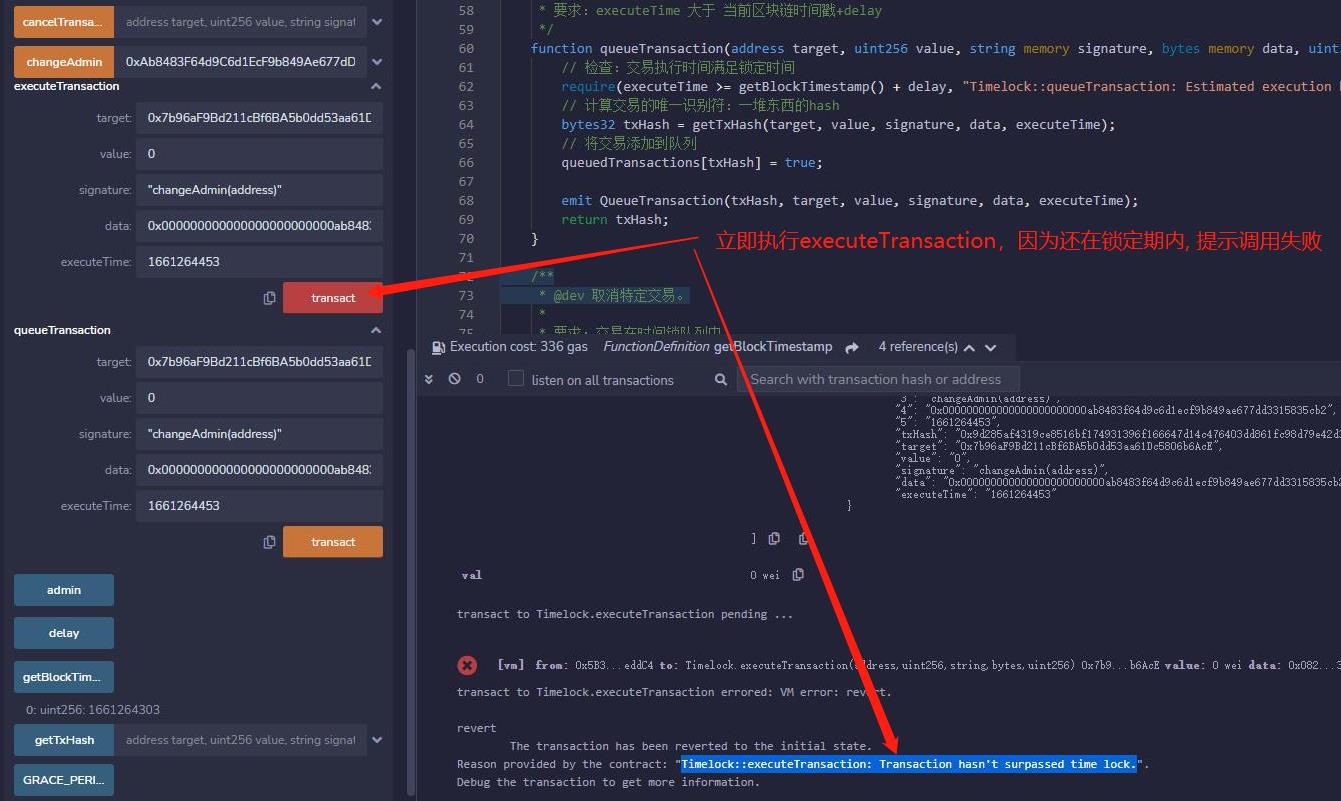 cancelTransa...
address target, uint256 value, string signat
changeAdmin
0xAb8483F64d9C6d1EcF9b849Ae677dD
executeTransaction
target: 0x7b96aF9Bd211cBf6BA5b0dd53aa61D
value: 0
signature: "changeAdmin(address)"
data: 0x000000000000000000000000ab848:
executeTime: 1661264453
transact
queueTransaction
target: 0x7b96aF9Bd211cBf6BA5b0dd53aa61D
value: 0
signature: "changeAdmin(address)"
data: 0x000000000000000000000000ab848:
executeTime: 1661264453
transact
admin
delay
getBlockTim...
0: uint256: 1661264303
getTxHash
address target, uint256 value, string signat
GRACE_PERI...
58 * 要求：executeTime 大于 当前区块链时间戳+delay
59 */
60 function queueTransaction(address target, uint256 value, string memory signature, bytes memory data, uint
61 // 检查：交易执行时间满足锁定时间
62 require(executeTime >= getBlockTimestamp() + delay, "Timelock::queueTransaction: Estimated execution
63 // 计算交易的唯一识别符：一堆东西的hash
64 bytes32 txHash = getTxHash(target, value, signature, data, executeTime);
65 // 将交易添加到队列
66 queuedTransactions[txHash] = true;
67
68 emit QueueTransaction(txHash, target, value, signature, data, executeTime);
69 return txHash;
70 }
立即执行executeTransaction，因为还在锁定期内, 提示调用失败
71
72 /**
73 * @dev 取消特定交易。
74 *
75 * 要求：交易在时间锁队列中
Execution cost: 336 gas FunctionDefinition getBlockTimestamp 4 reference(s)
0 listen on all transactions Search with transaction hash or address
"3": "changeAdmin(address)",
"4": "0x000000000000000000000000ab8483f64d9c6d1ecf9b849ae677dd3315835cb2",
"5": "1661264453",
"txHash": "0x9d285af4319ce8516bf174931396f166647d14c476403dd861fc98d79e42d
"target": "0x7b96aF9Bd211cBf6BA5b0dd53aa61Dc5806b6AcE",
"value": "0",
"signature": "changeAdmin(address)",
"data": "0x000000000000000000000000ab8483f64d9c6d1ecf9b849ae677dd3315835cb
"executeTime": "1661264453"
}
]
val 0 wei
transact to Timelock.executeTransaction pending ...
[vm] from: 0x5B3...eddC4 to: Timelock.executeTransaction(address,uint256,string,bytes,uint256) 0x7b9...b6AcE value: 0 wei data: 0x082...3
transact to Timelock.executeTransaction errored: VM error: revert.
revert
The transaction has been reverted to the initial state.
Reason provided by the contract: "Timelock::executeTransaction: Transaction hasn't surpassed time lock.".
Debug the transaction to get more information.